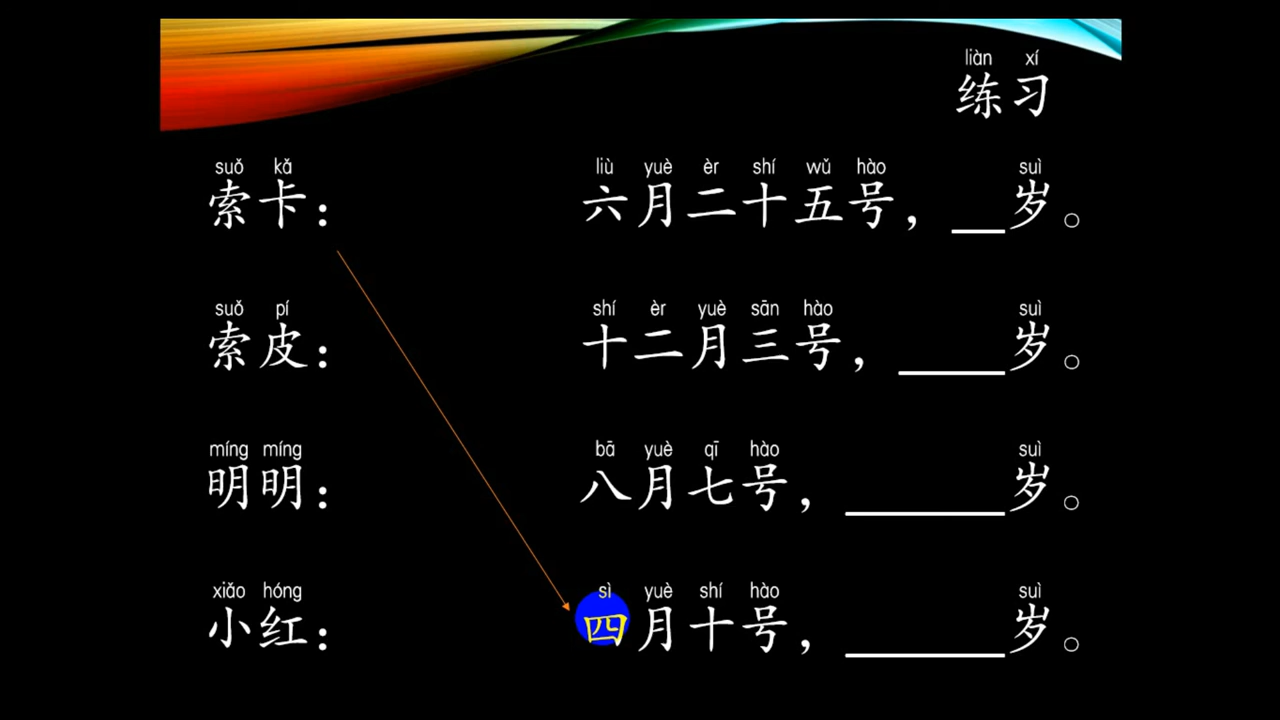 liàn xí
练习
suǒ kǎ liù yuè èr shí wǔ hào suì
索卡： 六月二十五号，__岁。
suǒ pí shí èr yuè sān hào suì
索皮： 十二月三号，____岁。
míng míng bā yuè qī hào suì
明明： 八月七号，______岁。
xiǎo hóng sì yuè shí hào suì
小红： 四月十号，______岁。